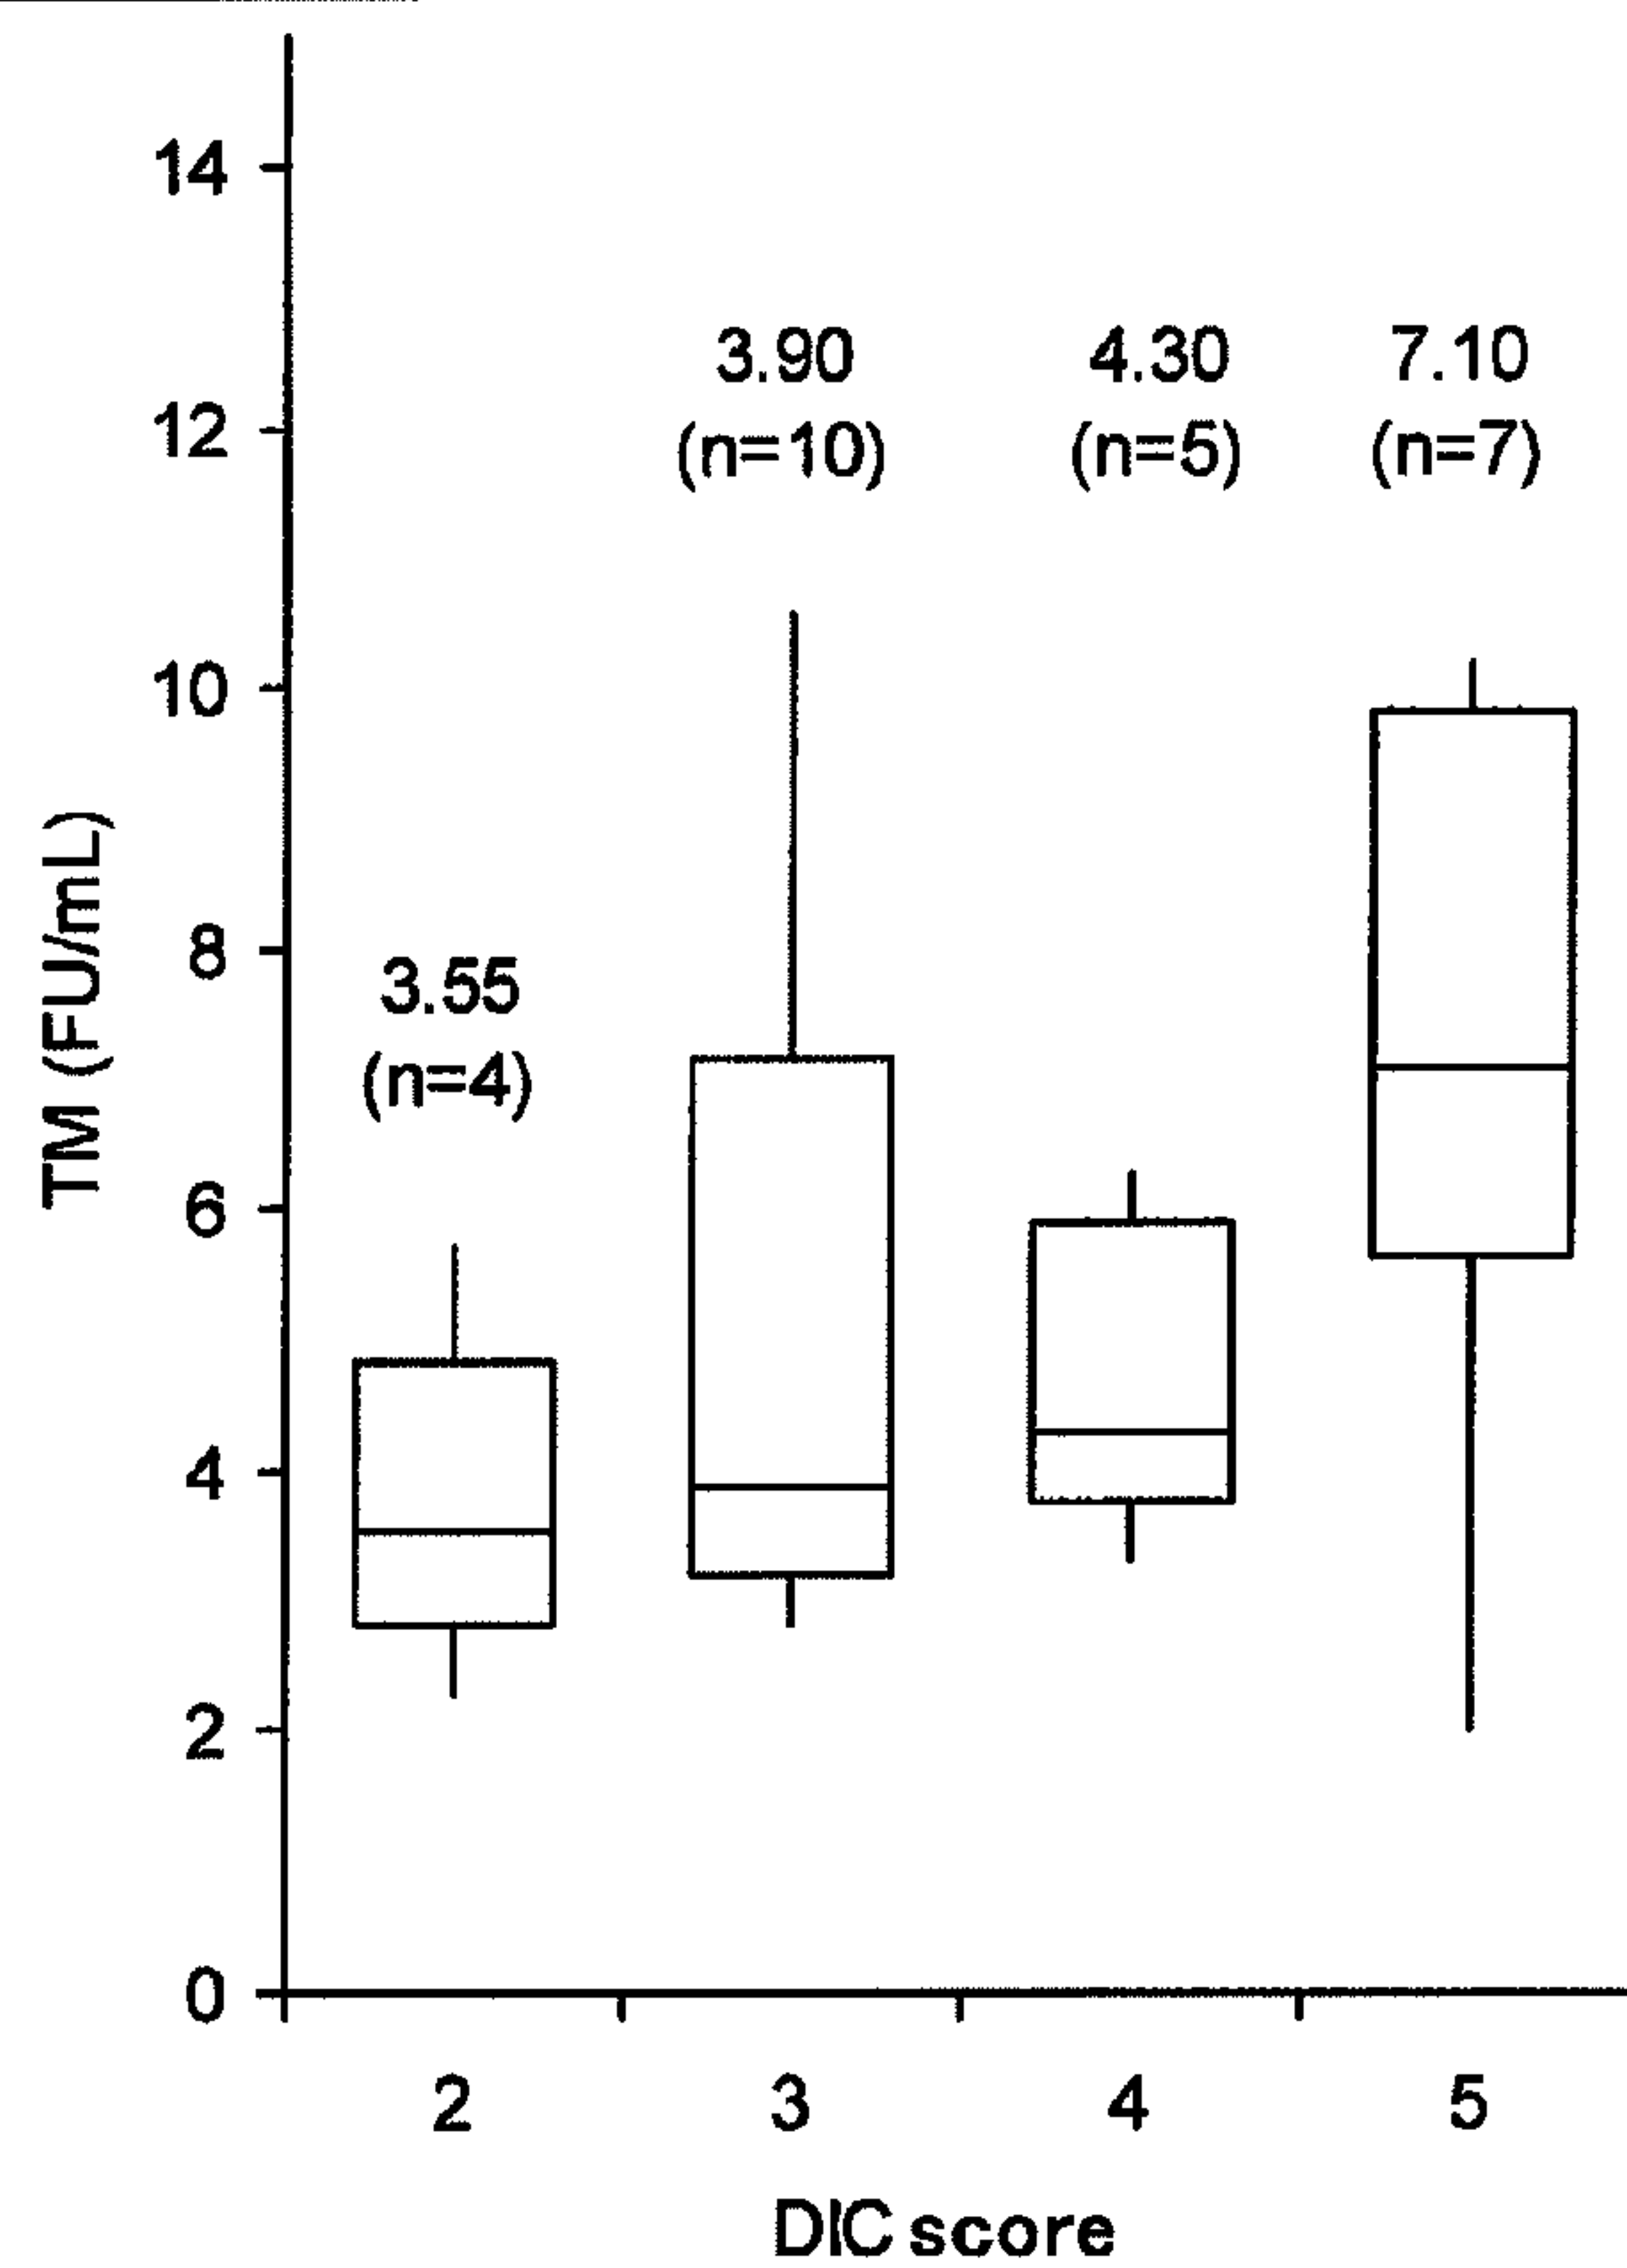 14
12
10
8
6
4
2
0
TM (FU/mL)
3.55
(n=4)
3.90
(n=10)
4.30
(n=5)
7.10
(n=7)
2 3 4 5
DIC score